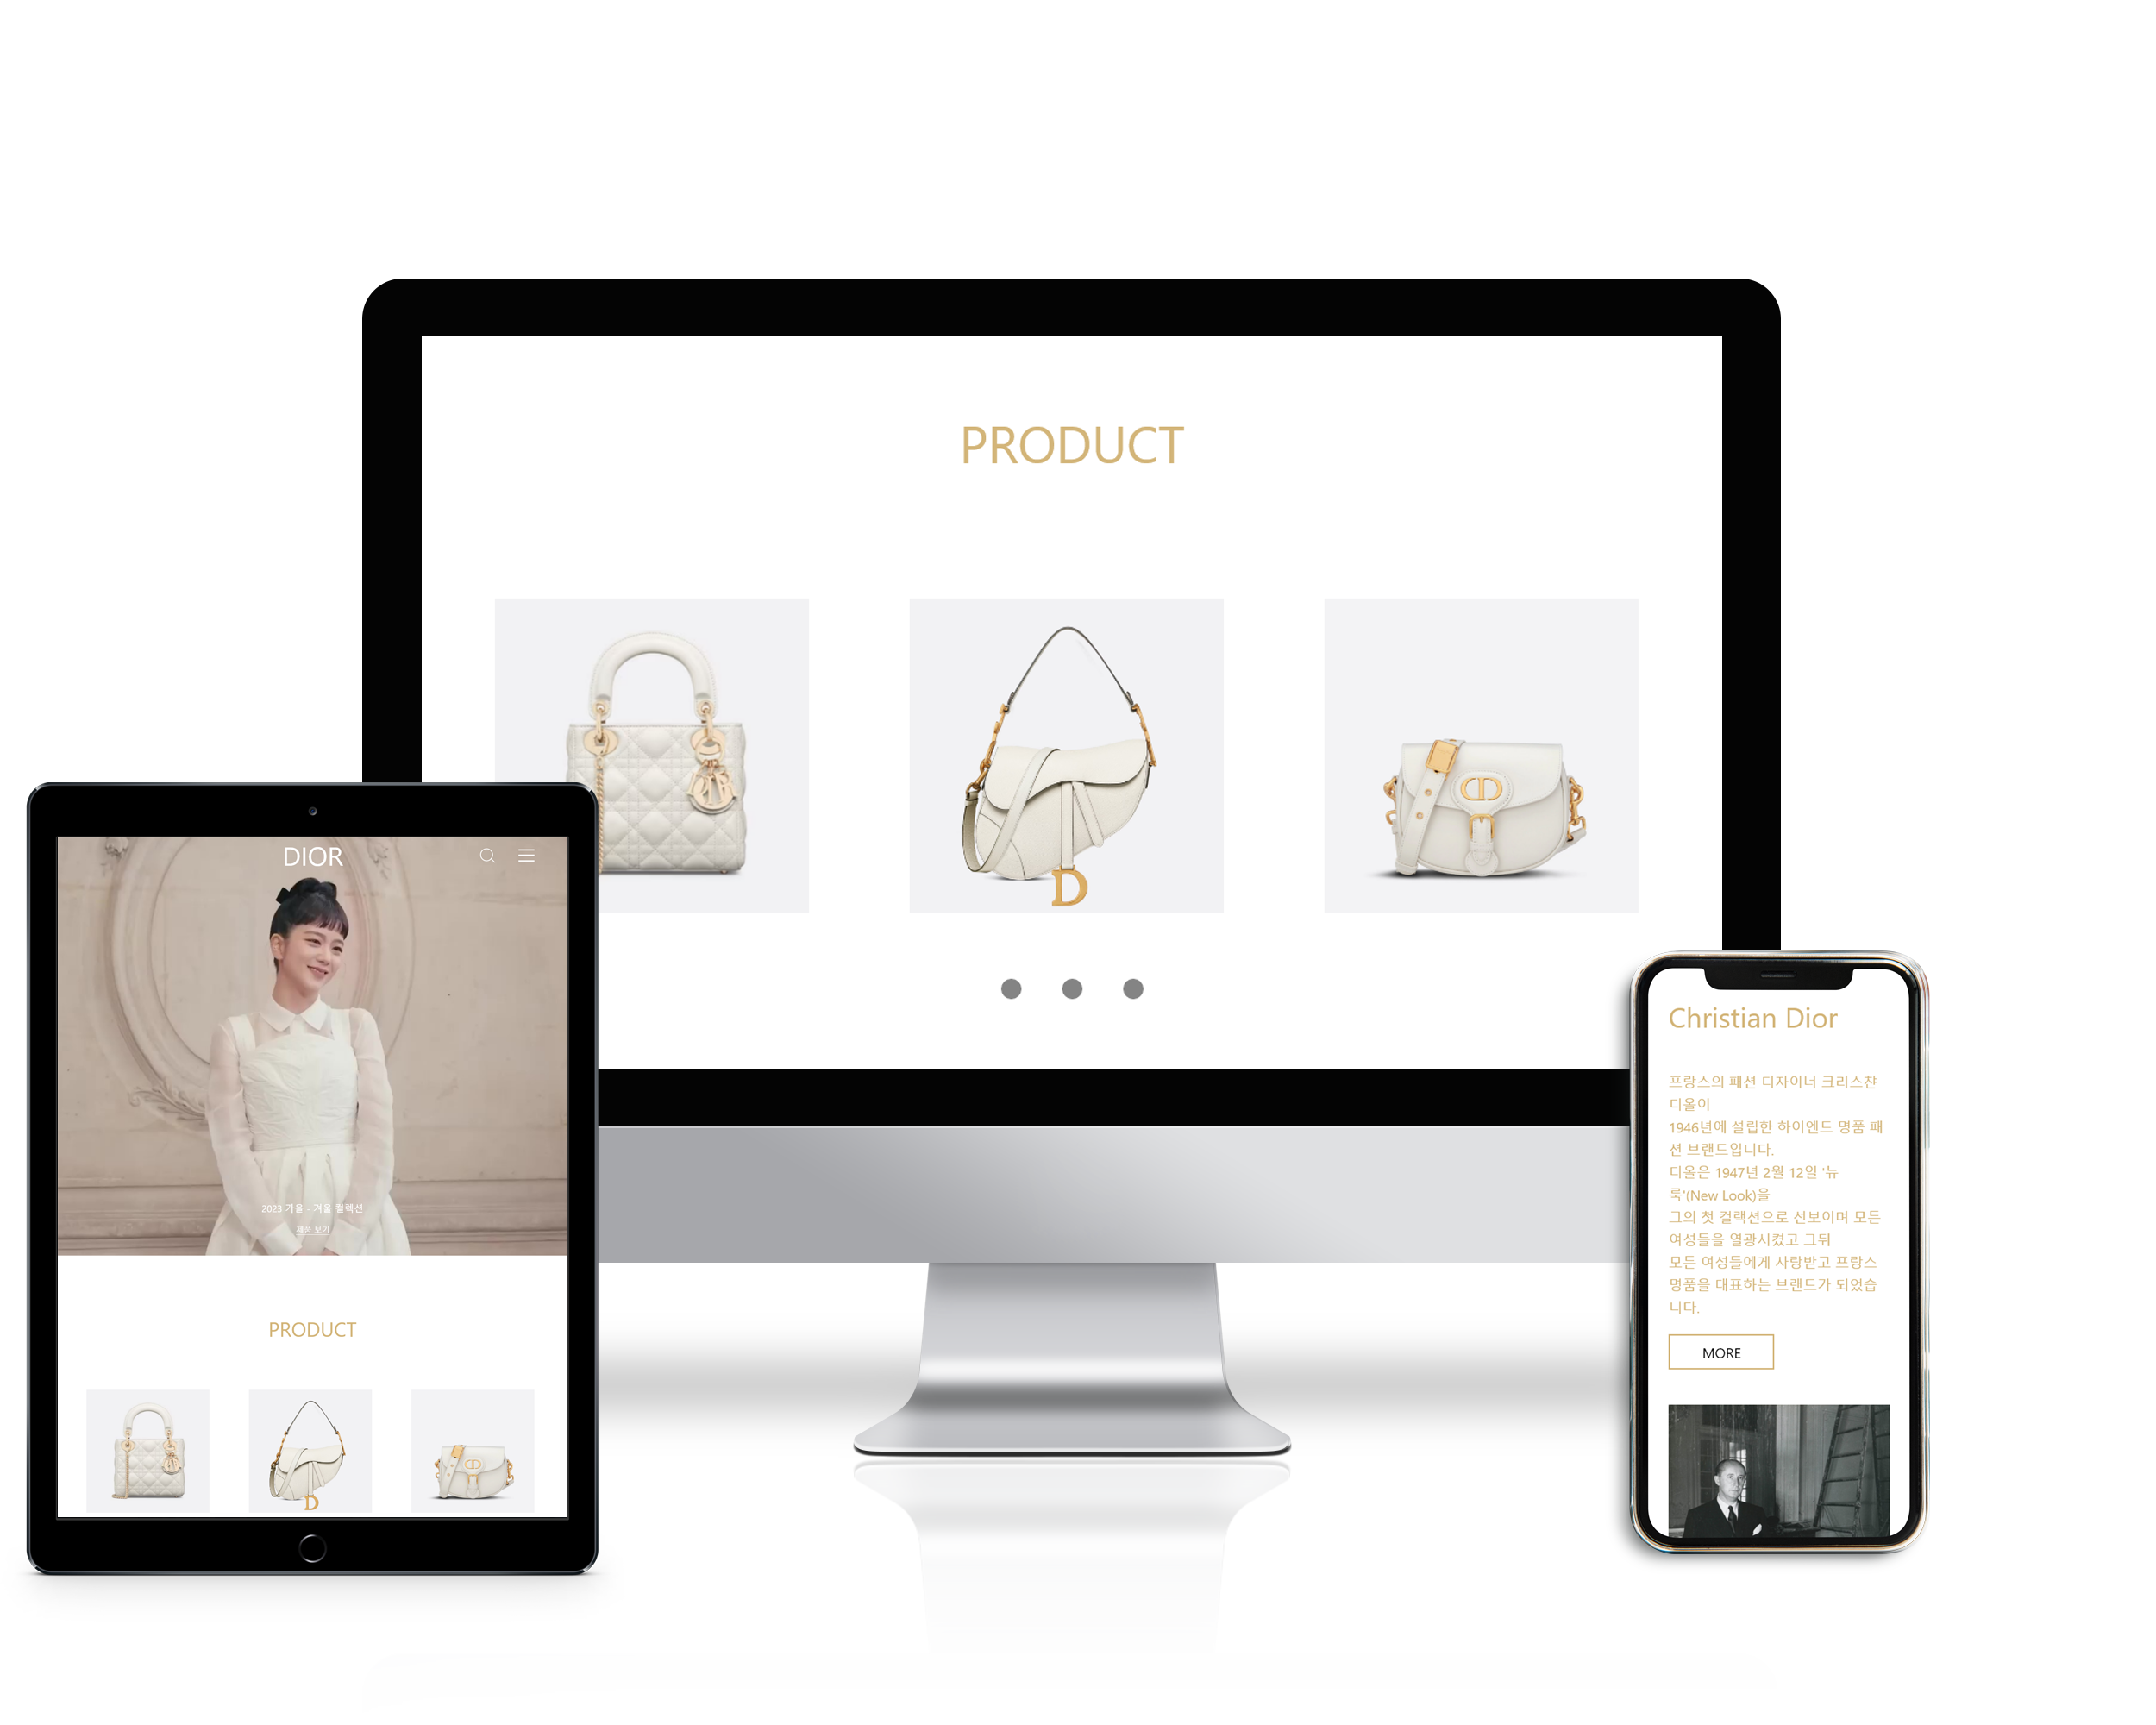 PRODUCT
DIOR
2023 가을 - 겨울 컬렉션
제품 보기
PRODUCT
Christian Dior
프랑스의 패션 디자이너 크리스챤
디올이
1946년에 설립한 하이엔드 명품 패
션 브랜드입니다.
디올은 1947년 2월 12일 '뉴
룩'(New Look)을
그의 첫 컬랙션으로 선보이며 모든
여성들을 열광시켰고 그뒤
모든 여성들에게 사랑받고 프랑스
명품을 대표하는 브랜드가 되었습
니다.
MORE